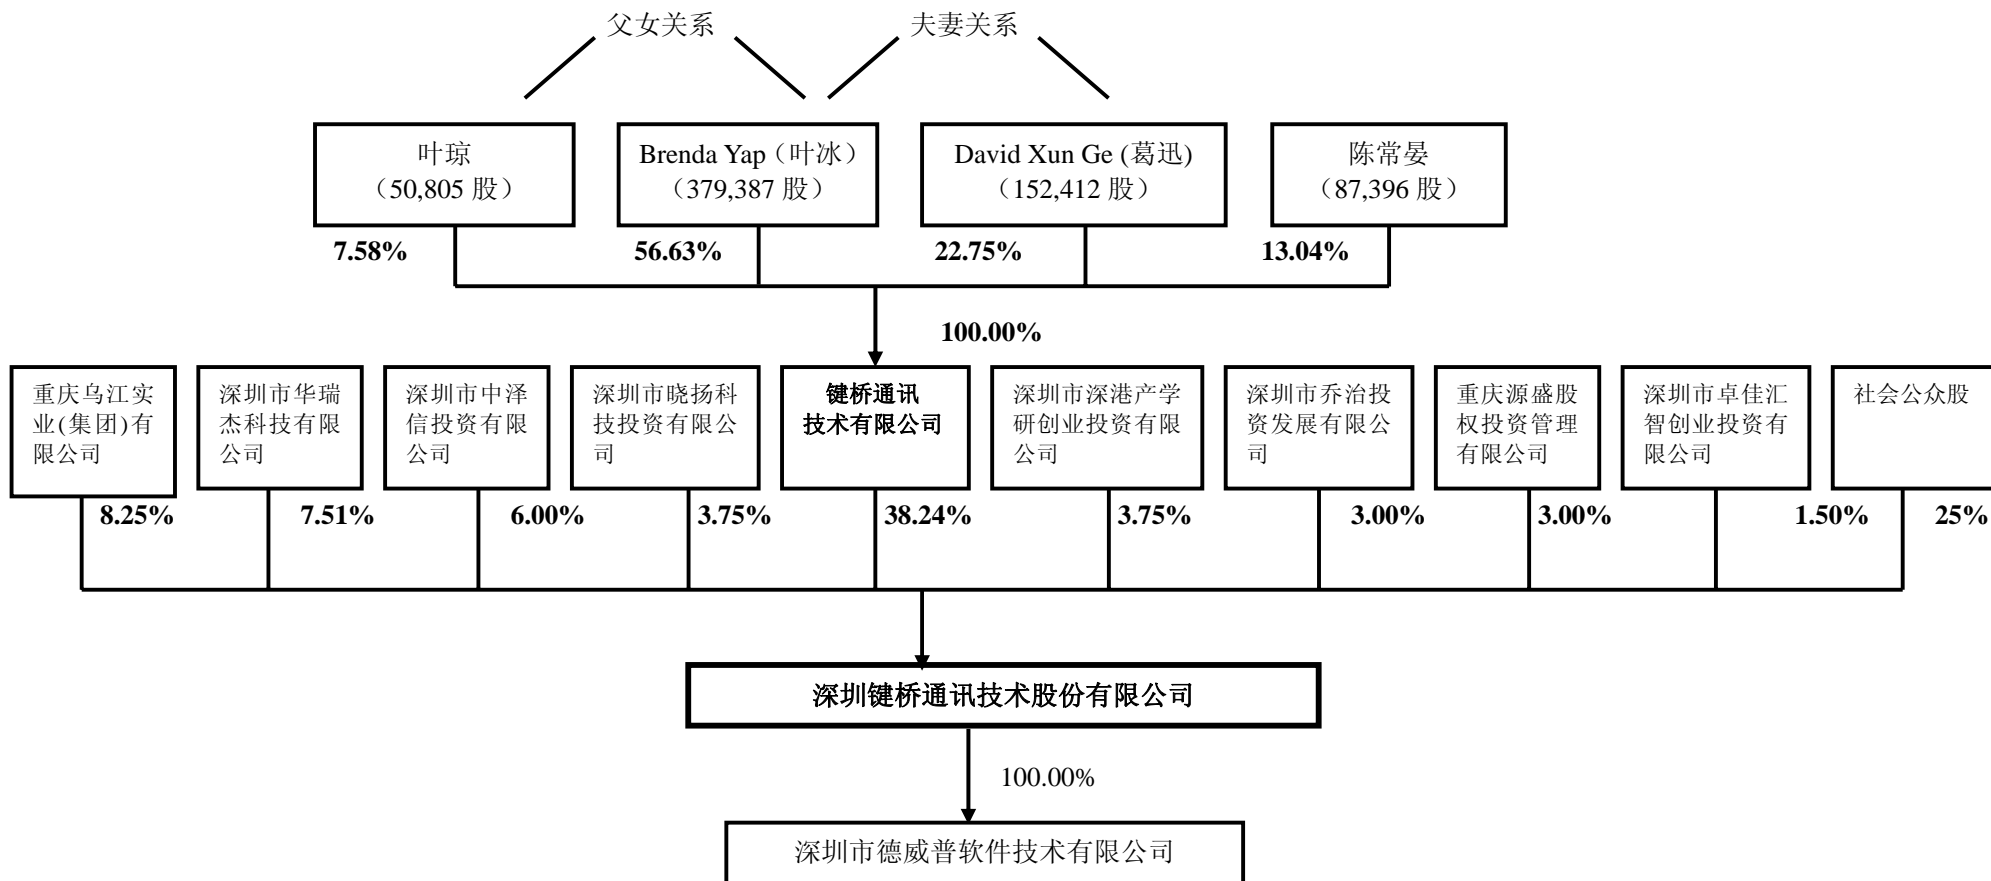 父女关系
夫妻关系
叶琼
（50,805 股）
Brenda Yap（叶冰）
（379,387 股）
David Xun Ge (葛迅)
（152,412 股）
陈常晏
（87,396 股）
7.58%
56.63%
22.75%
13.04%
100.00%
重庆乌江实
业(集团)有
限公司
深圳市华瑞
杰科技有限
公司
深圳市中泽
信投资有限
公司
深圳市晓扬科
技投资有限公
司
键桥通讯
技术有限公司
深圳市深港产学
研创业投资有限
公司
深圳市乔治投
资发展有限公
司
重庆源盛股
权投资管理
有限公司
深圳市卓佳汇
智创业投资有
限公司
社会公众股
8.25%
7.51%
6.00%
3.75%
38.24%
3.75%
3.00%
3.00%
1.50%
25%
深圳键桥通讯技术股份有限公司
100.00%
深圳市德威普软件技术有限公司